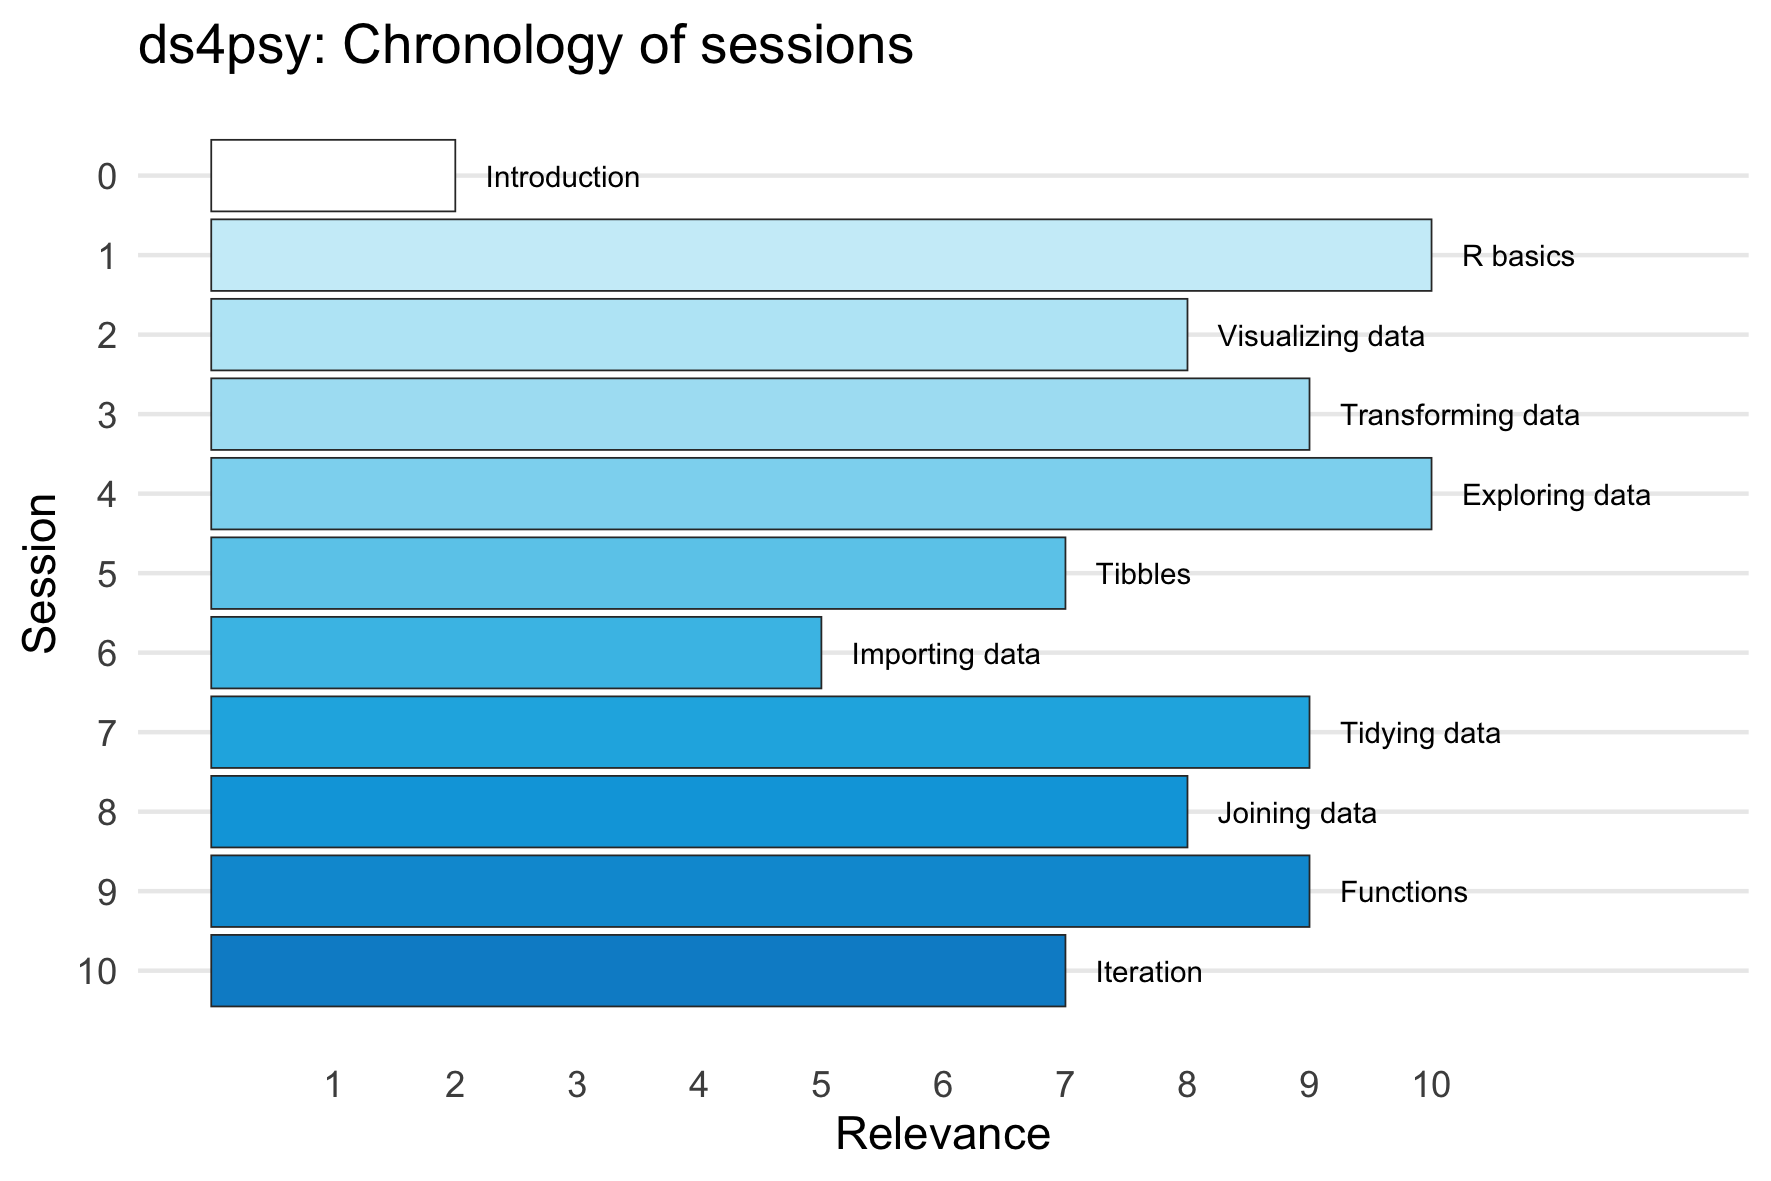 ds4psy: Chronology of sessions
Session
0 Introduction
1 R basics
2 Visualizing data
3 Transforming data
4 Exploring data
5 Tibbles
6 Importing data
7 Tidying data
8 Joining data
9 Functions
10 Iteration
1 2 3 4 5 6 7 8 9 10
Relevance